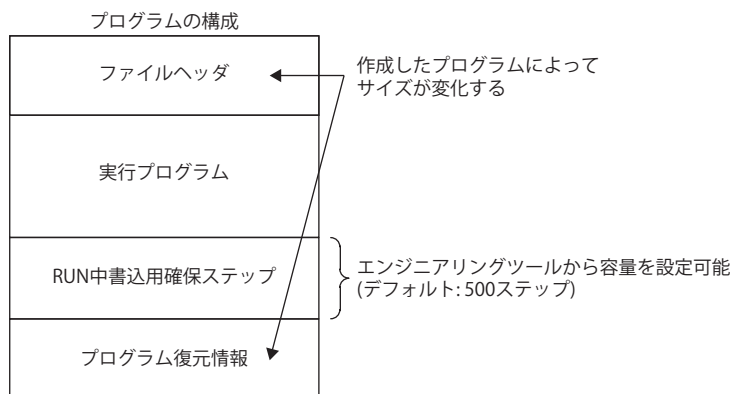 プログラムの構成
ファイルヘッダ
作成したプログラムによって
サイズが変化する
実行プログラム
RUN中書込用確保ステップ
エンジニアリングツールから容量を設定可能
(デフォルト: 500ステップ)
プログラム復元情報